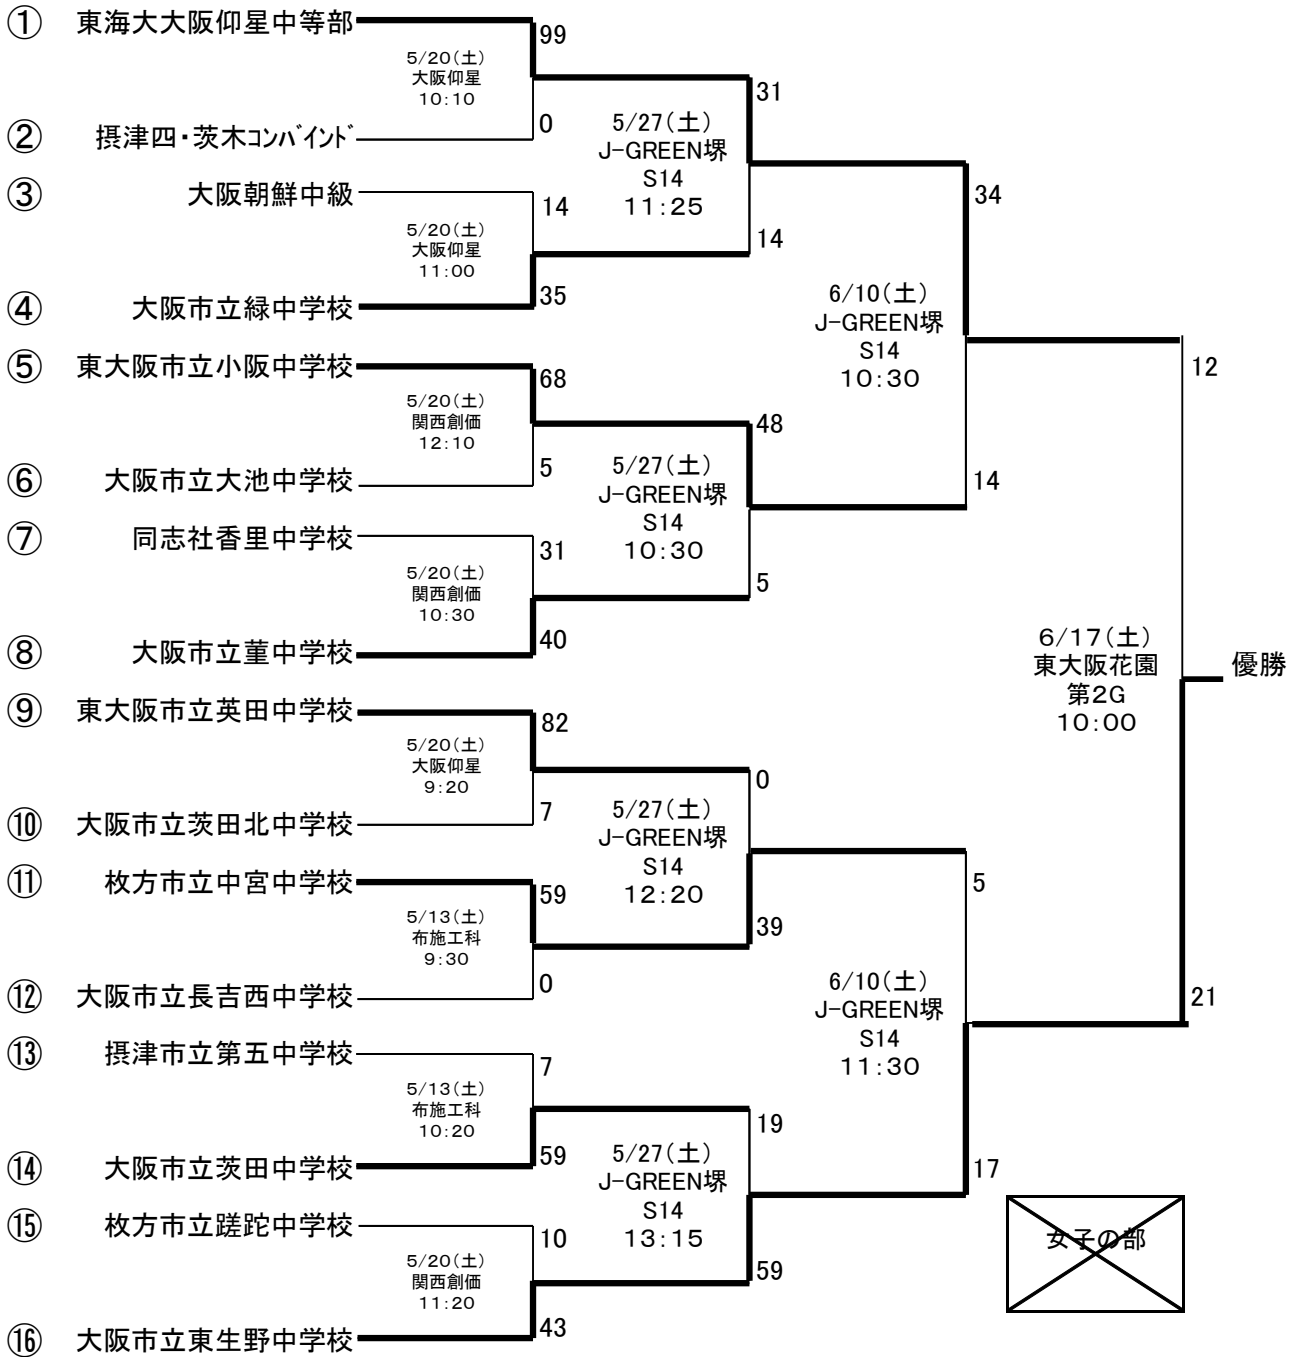 ① 東海大大阪仰星中等部
99
5/20(土)
大阪仰星
10:10
② 摂津四・茨木ｺﾝﾊﾞｲﾝﾄﾞ
0
31
5/27(土)
J-GREEN堺
S14
11:25
③ 大阪朝鮮中級
14
5/20(土)
大阪仰星
11:00
④ 大阪市立緑中学校
35
14
34
6/10(土)
J-GREEN堺
S14
10:30
⑤ 東大阪市立小阪中学校
68
5/20(土)
関西創価
12:10
⑥ 大阪市立大池中学校
5
48
5/27(土)
J-GREEN堺
S14
10:30
14
⑦ 同志社香里中学校
31
5/20(土)
関西創価
10:30
⑧ 大阪市立菫中学校
40
5
12
6/17(土)
東大阪花園
第2G
10:00
優勝
⑨ 東大阪市立英田中学校
82
5/20(土)
大阪仰星
9:20
⑩ 大阪市立茨田北中学校
7
0
5/27(土)
J-GREEN堺
S14
12:20
⑪ 枚方市立中宮中学校
59
5/13(土)
布施工科
9:30
⑫ 大阪市立長吉西中学校
0
39
5
6/10(土)
J-GREEN堺
S14
11:30
21
⑬ 摂津市立第五中学校
7
5/13(土)
布施工科
10:20
⑭ 大阪市立茨田中学校
59
19
5/27(土)
J-GREEN堺
S14
13:15
17
⑮ 枚方市立蹉跎中学校
10
5/20(土)
関西創価
11:20
⑯ 大阪市立東生野中学校
43
59
女子の部